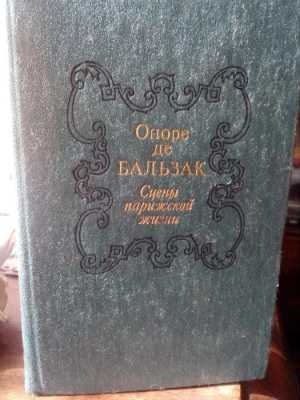 Оноре
де
БАЛЬЗАК
Сцены
парижской
жизни